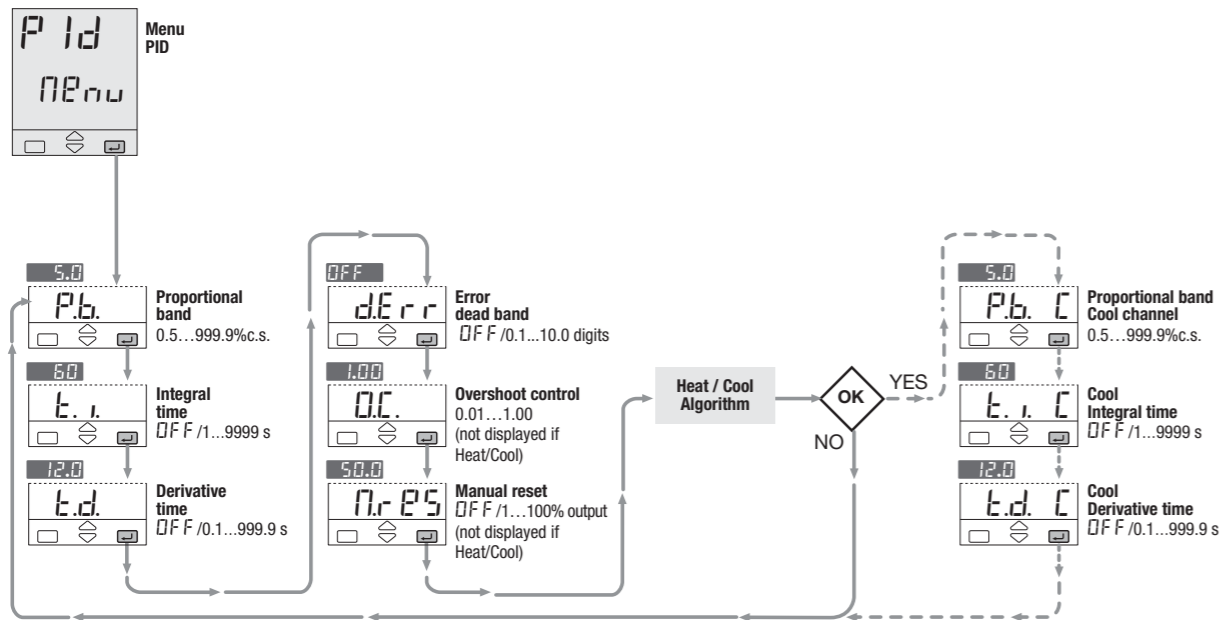 PId
Menu
Menu
PID
5.0
P.b.
Proportional
band
0.5…999.9%c.s.
60
t.i.
Integral
time
OFF/1...9999 s
12.0
t.d.
Derivative
time
OFF/0.1...999.9 s
OFF
d.Err
Error
dead band
OFF/0.1...10.0 digits
1.00
O.C.
Overshoot control
0.01…1.00
(not displayed if
Heat/Cool)
50.0
M.res
Manual reset
OFF/1…100% output
(not displayed if
Heat/Cool)
Heat / Cool
Algorithm
OK
YES
NO
5.0
P.b. C
Proportional band
Cool channel
0.5…999.9%c.s.
60
t.i. C
Cool
Integral time
OFF/1...9999 s
12.0
t.d. C
Cool
Derivative time
OFF/0.1...999.9 s